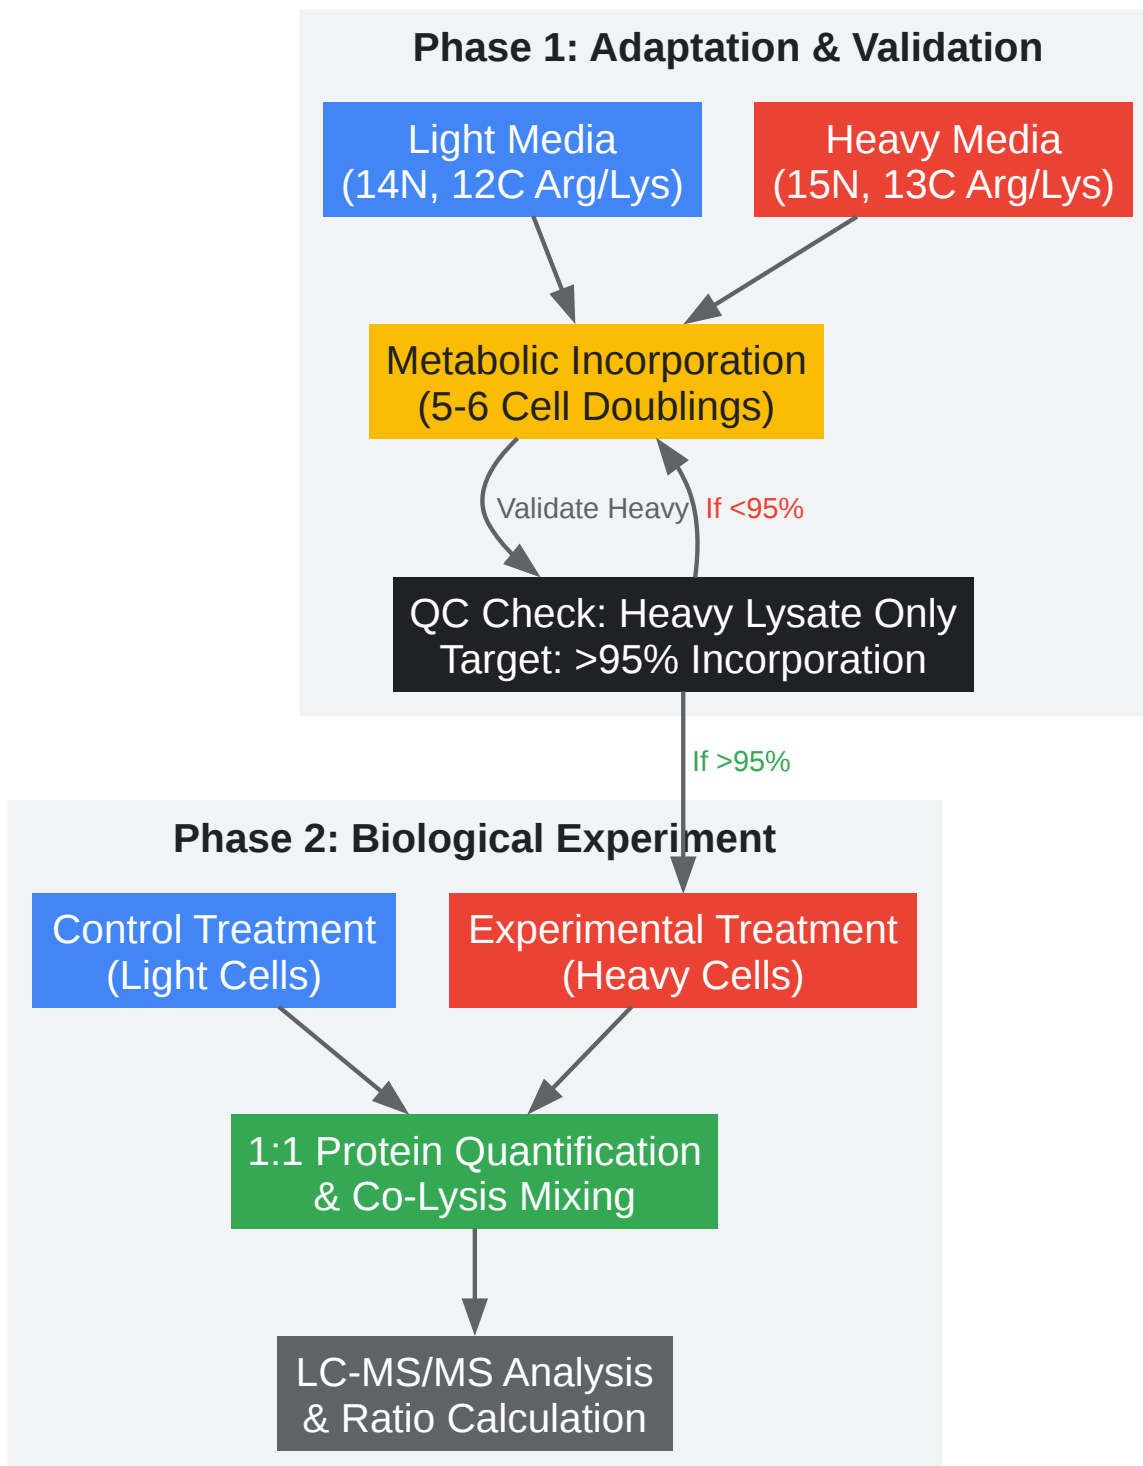 Phase 1: Adaptation & Validation
Light Media
(14N, 12C Arg/Lys)
Heavy Media
(15N, 13C Arg/Lys)
Metabolic Incorporation
(5-6 Cell Doublings)
Validate Heavy
If <95%
QC Check: Heavy Lysate Only
Target: >95% Incorporation
If >95%
Phase 2: Biological Experiment
Control Treatment
(Light Cells)
Experimental Treatment
(Heavy Cells)
1:1 Protein Quantification
& Co-Lysis Mixing
LC-MS/MS Analysis
& Ratio Calculation